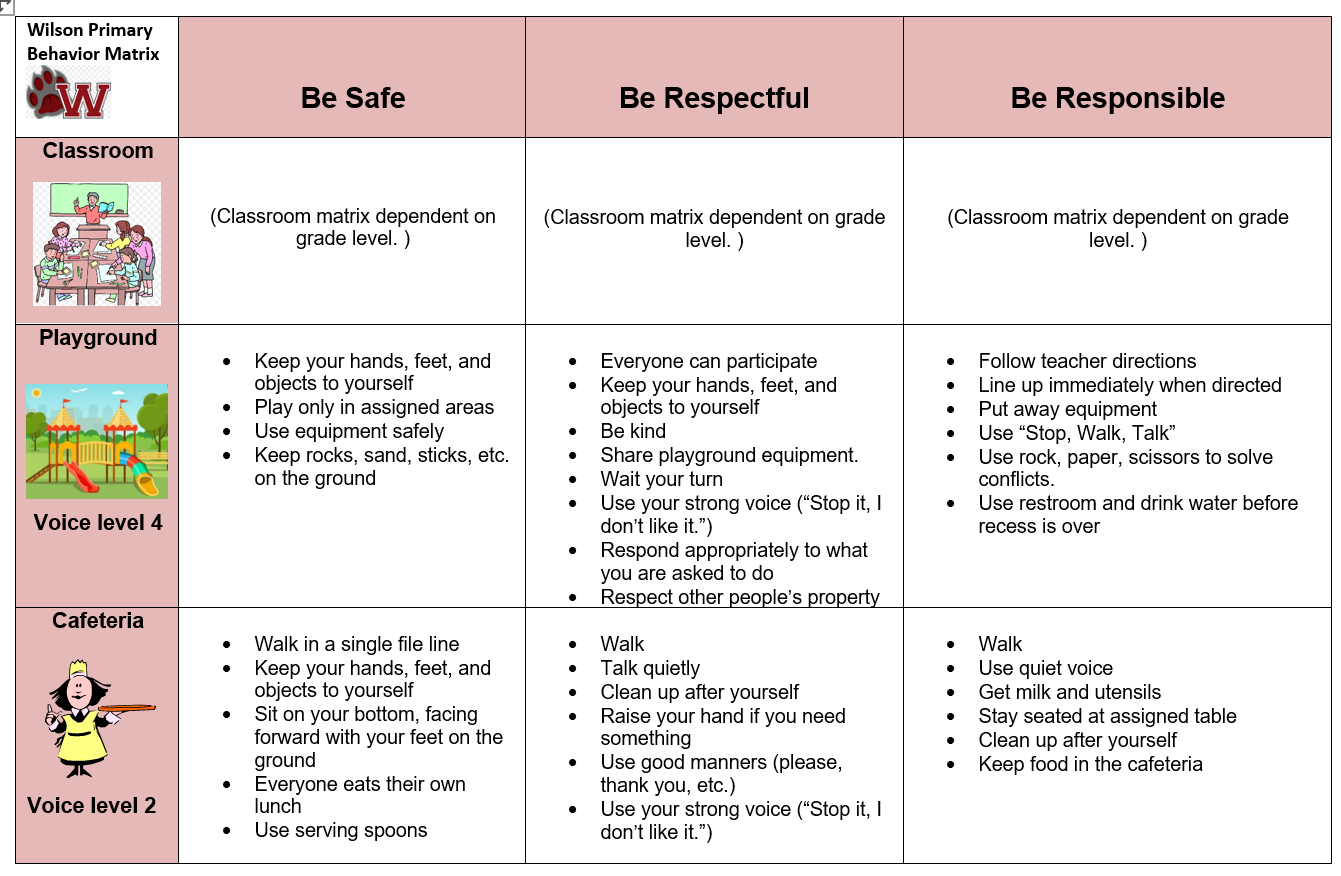 Wilson Primary
Behavior Matrix
W
Be Safe
Be Respectful
Be Responsible
Classroom
(Classroom matrix dependent on
grade level. )
(Classroom matrix dependent on grade
level. )
(Classroom matrix dependent on grade
level. )
Playground
Voice level 4
• Keep your hands, feet, and
objects to yourself
• Play only in assigned areas
• Use equipment safely
• Keep rocks, sand, sticks, etc.
on the ground
• Everyone can participate
• Keep your hands, feet, and
objects to yourself
• Be kind
• Share playground equipment.
• Wait your turn
• Use your strong voice (“Stop it, I
don’t like it.”)
• Respond appropriately to what
you are asked to do
• Respect other people’s property
• Follow teacher directions
• Line up immediately when directed
• Put away equipment
• Use “Stop, Walk, Talk”
• Use rock, paper, scissors to solve
conflicts.
• Use restroom and drink water before
recess is over
Cafeteria
Voice level 2
• Walk in a single file line
• Keep your hands, feet, and
objects to yourself
• Sit on your bottom, facing
forward with your feet on the
ground
• Everyone eats their own
lunch
• Use serving spoons
• Walk
• Talk quietly
• Clean up after yourself
• Raise your hand if you need
something
• Use good manners (please,
thank you, etc.)
• Use your strong voice (“Stop it, I
don’t like it.”)
• Walk
• Use quiet voice
• Get milk and utensils
• Stay seated at assigned table
• Clean up after yourself
• Keep food in the cafeteria